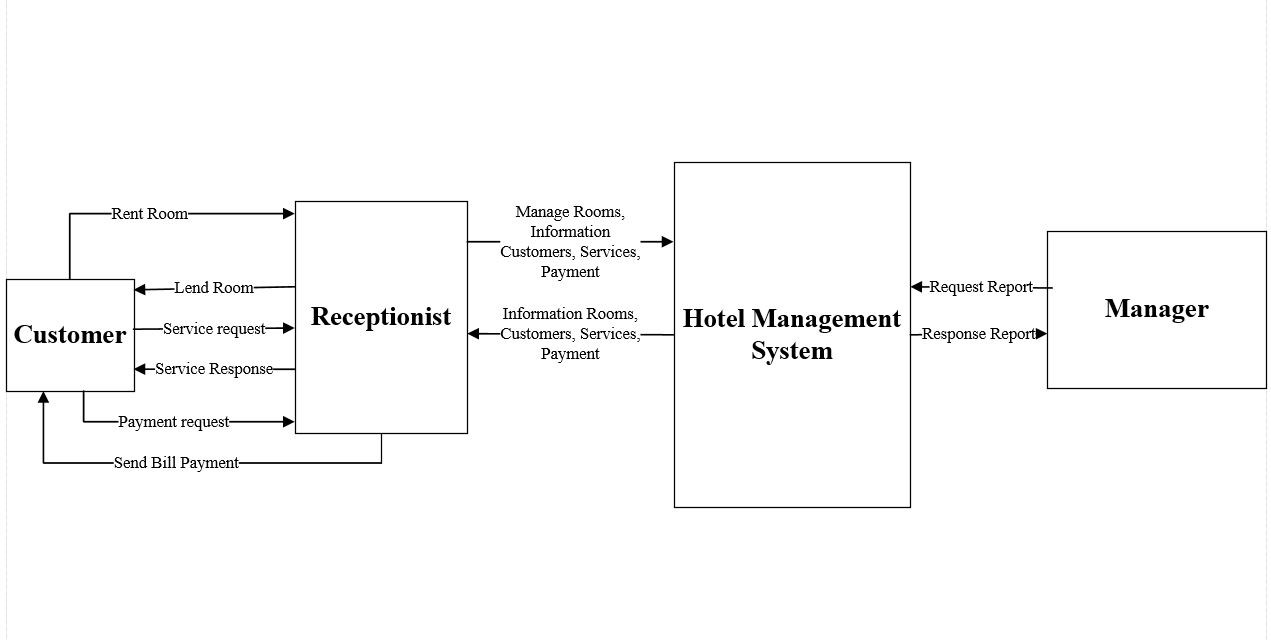 Rent Room
Lend Room
Service request
Service Response
Payment request
Send Bill Payment
Customer
Receptionist
Manage Rooms,
Information
Customers, Services,
Payment
Information Rooms,
Customers, Services,
Payment
Hotel Management
System
Request Report
Response Report
Manager